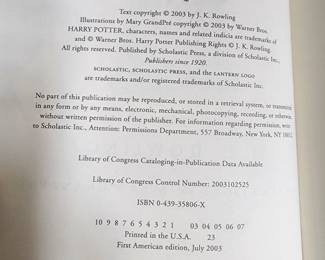 Text copyright © 2003 by J. K. Rowling
Illustrations by Mary GrandPré copyright © 2003 by Warner Bros.
HARRY POTTER, characters, names and related indicia are trademarks of
and © Warner Bros. Harry Potter Publishing Rights © J. K. Rowling.
All rights reserved. Published by Scholastic Press, a division of Scholastic Inc.,
Publishers since 1920.
SCHOLASTIC, SCHOLASTIC PRESS, and the LANTERN LOGO
are trademarks and/or registered trademarks of Scholastic Inc.
No part of this publication may be reproduced, or stored in a retrieval system, or transmitted
in any form or by any means, electronic, mechanical, photocopying, recording, or otherwise,
without written permission of the publisher. For information regarding permission, write
to Scholastic Inc., Attention: Permissions Department, 557 Broadway, New York, NY 10012.
Library of Congress Cataloging-in-Publication Data Available
Library of Congress Control Number: 2003102525
ISBN 0-439-35806-X
10 9 8 7 6 5 4 3 2 1 03 04 05 06 07
Printed in the U.S.A. 23
First American edition, July 2003